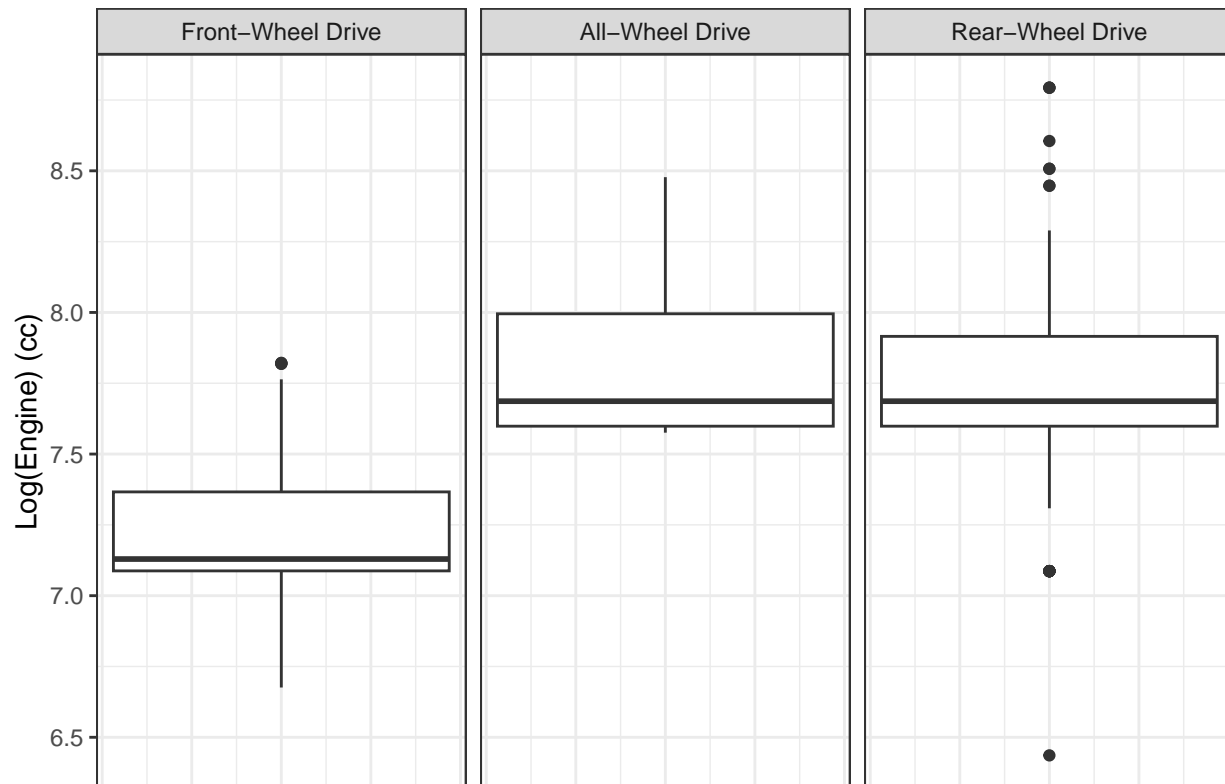 Front−Wheel Drive
All−Wheel Drive
Rear−Wheel Drive
Log(Engine) (cc)
8.5
8.0
7.5
7.0
6.5